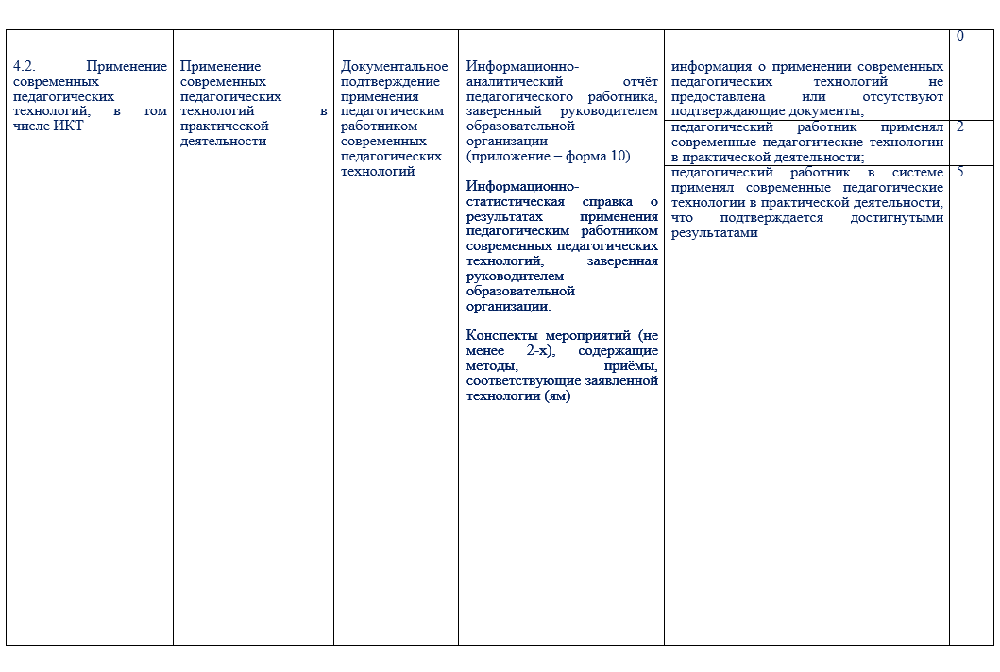 4.2. Применение
современных
педагогических
технологий, в том
числе ИКТ
Применение
современных
педагогических
технологий в
практической
деятельности
Документальное
подтверждение
применения
педагогическим
работником
современных
педагогических
технологий
Информационно-
аналитический отчёт
педагогического работника,
заверенный руководителем
образовательной
организации
(приложение – форма 10).
Информационно-
статистическая справка о
результатах применения
педагогическим работником
современных педагогических
технологий, заверенная
руководителем
образовательной
организации.
Конспекты мероприятий (не
менее 2-х), содержащие
методы, приёмы,
соответствующие заявленной
технологии (ям)
информация о применении современных
педагогических технологий не
предоставлена или отсутствуют
подтверждающие документы;
0
педагогический работник применял
современные педагогические технологии
в практической деятельности;
2
педагогический работник в системе
применял современные педагогические
технологии в практической деятельности,
что подтверждается достигнутыми
результатами
5